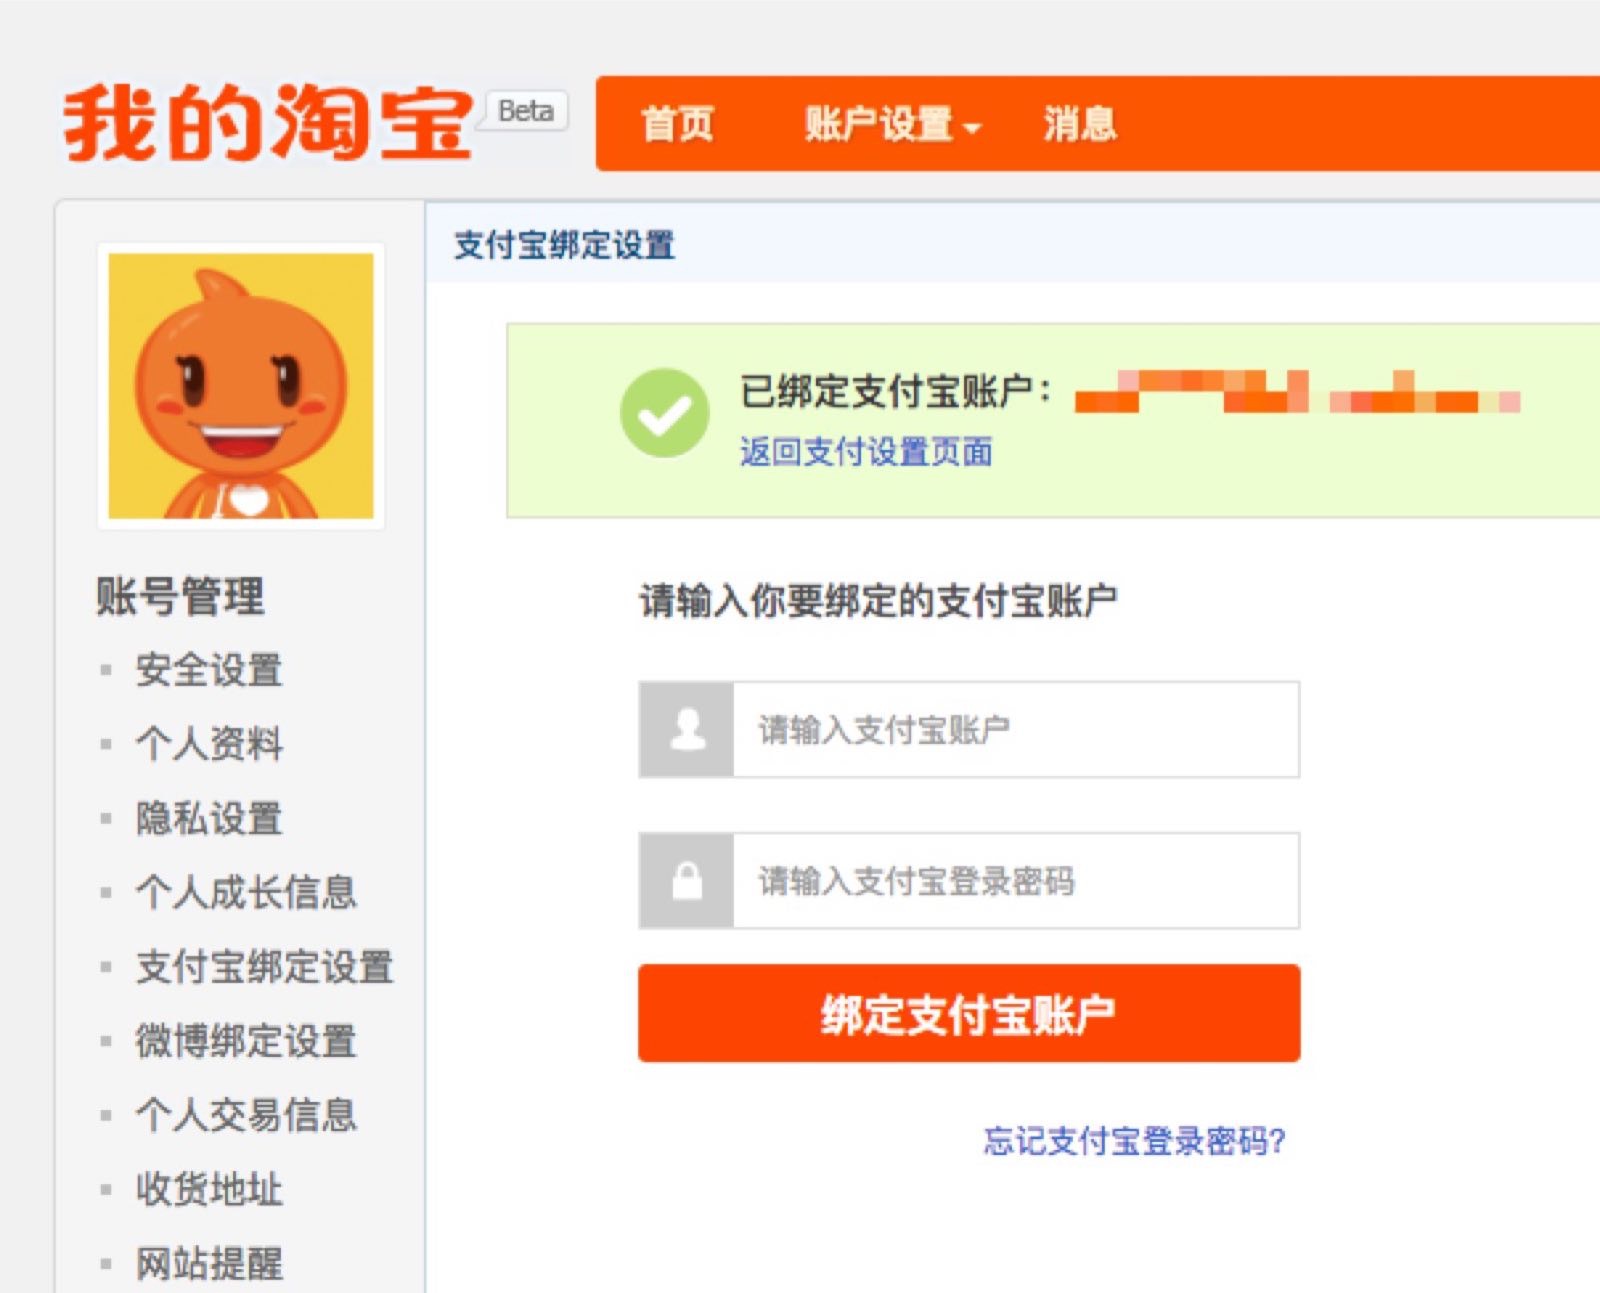 我的淘宝 Beta
首页 账户设置 消息
支付宝绑定设置
已绑定支付宝账户：
返回支付设置页面
请输入你要绑定的支付宝账户
请输入支付宝账户
请输入支付宝登录密码
绑定支付宝账户
忘记支付宝登录密码?
账号管理
安全设置
个人资料
隐私设置
个人成长信息
支付宝绑定设置
微博绑定设置
个人交易信息
收货地址
网站提醒